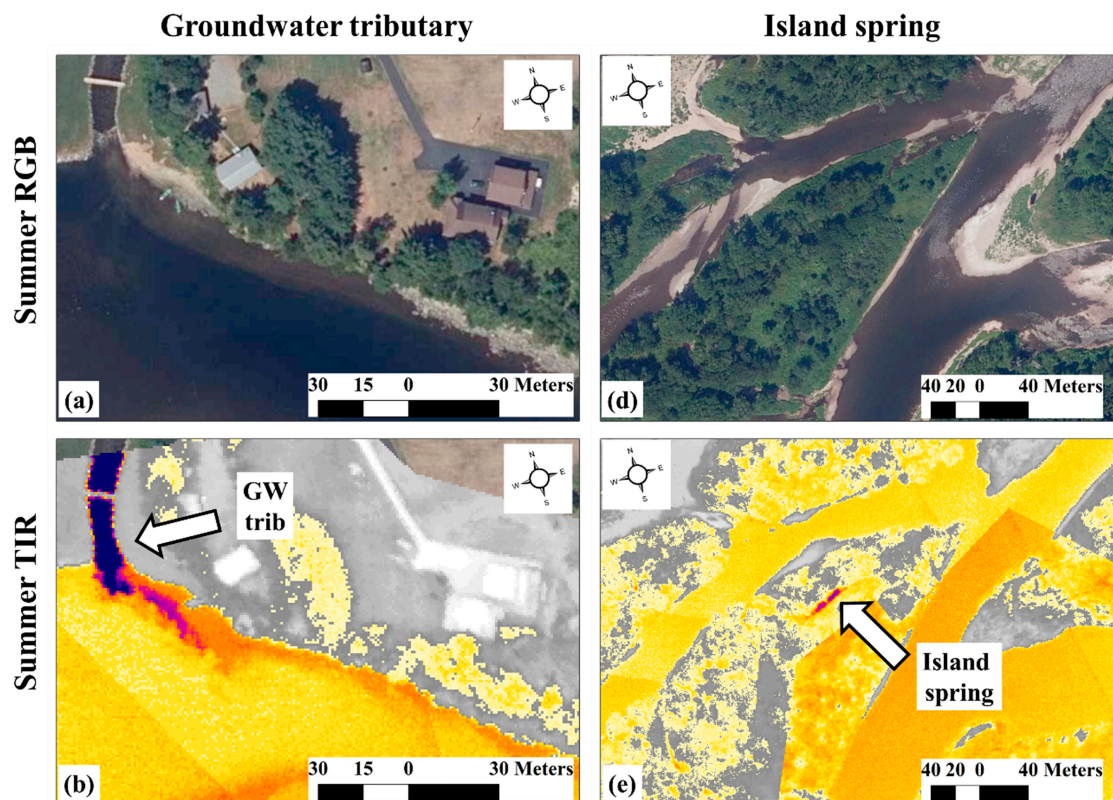 Groundwater tributary
Island spring
Summer RGB
N
W E
S
(a)
30 15 0 30 Meters
N
W E
S
(d)
40 20 0 40 Meters
Summer TIR
GW
trib
N
W E
S
(b)
30 15 0 30 Meters
N
W E
S
Island
spring
(e)
40 20 0 40 Meters